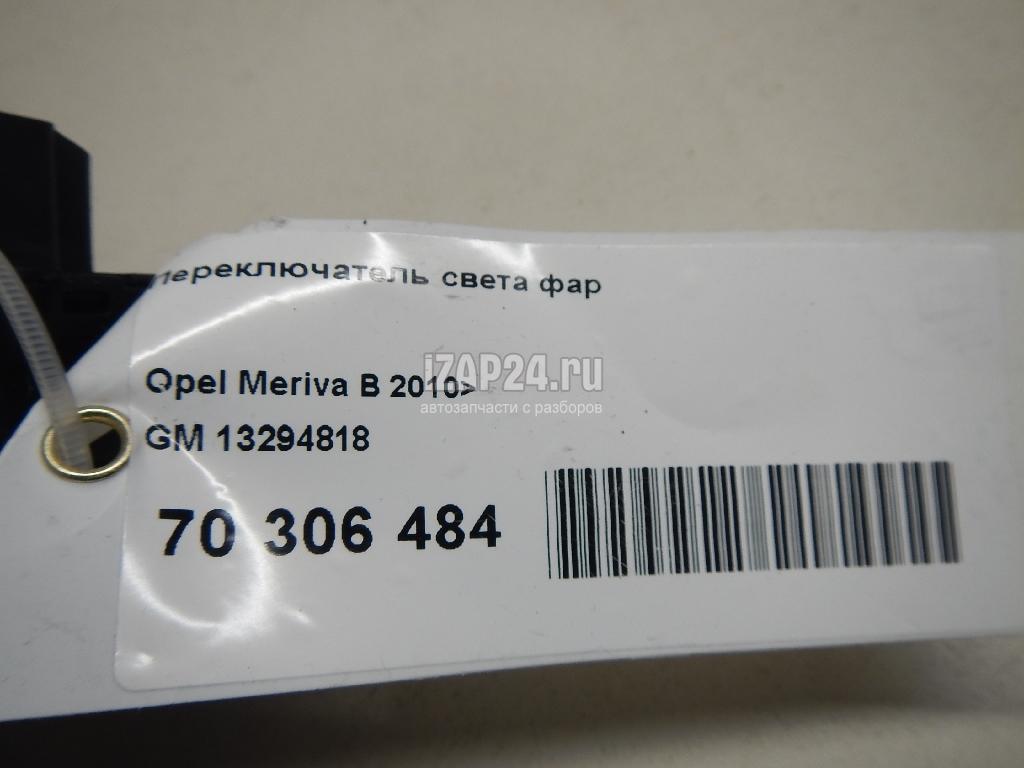 Переключатель света фар
Opel Meriva B 2010>
iZAP24.ru
автозапчасти с разборов
GM 13294818
70 306 484